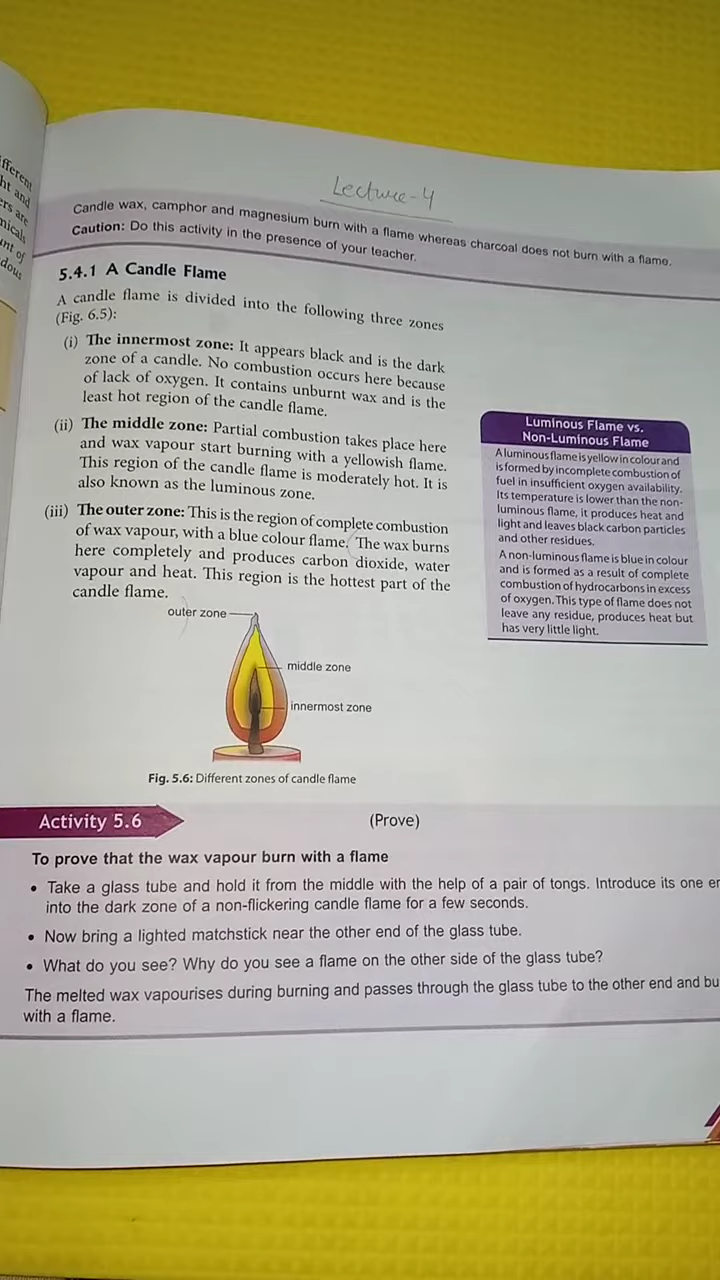 ifferent
ht and
ers are
nicals
nt of
dous
Lecture-4
Candle wax, camphor and magnesium burn with a flame whereas charcoal does not burn with a flame.
Caution: Do this activity in the presence of your teacher.
5.4.1 A Candle Flame
A candle flame is divided into the following three zones
(Fig. 6.5):
(i) The innermost zone: It appears black and is the dark
zone of a candle. No combustion occurs here because
of lack of oxygen. It contains unburnt wax and is the
least hot region of the candle flame.
(ii) The middle zone: Partial combustion takes place here
and wax vapour start burning with a yellowish flame.
This region of the candle flame is moderately hot. It is
also known as the luminous zone.
(iii) The outer zone: This is the region of complete combustion
of wax vapour, with a blue colour flame. The wax burns
here completely and produces carbon dioxide, water
vapour and heat. This region is the hottest part of the
candle flame.
outer zone
middle zone
innermost zone
Fig. 5.6: Different zones of candle flame
Luminous Flame vs.
Non-Luminous Flame
A luminous flame is yellow in colour and
is formed by incomplete combustion of
fuel in insufficient oxygen availability.
Its temperature is lower than the non-
luminous flame, it produces heat and
light and leaves black carbon particles
and other residues.
A non-luminous flame is blue in colour
and is formed as a result of complete
combustion of hydrocarbons in excess
of oxygen. This type of flame does not
leave any residue, produces heat but
has very little light.
Activity 5.6
(Prove)
To prove that the wax vapour burn with a flame
• Take a glass tube and hold it from the middle with the help of a pair of tongs. Introduce its one en
into the dark zone of a non-flickering candle flame for a few seconds.
• Now bring a lighted matchstick near the other end of the glass tube.
• What do you see? Why do you see a flame on the other side of the glass tube?
The melted wax vapourises during burning and passes through the glass tube to the other end and bu
with a flame.